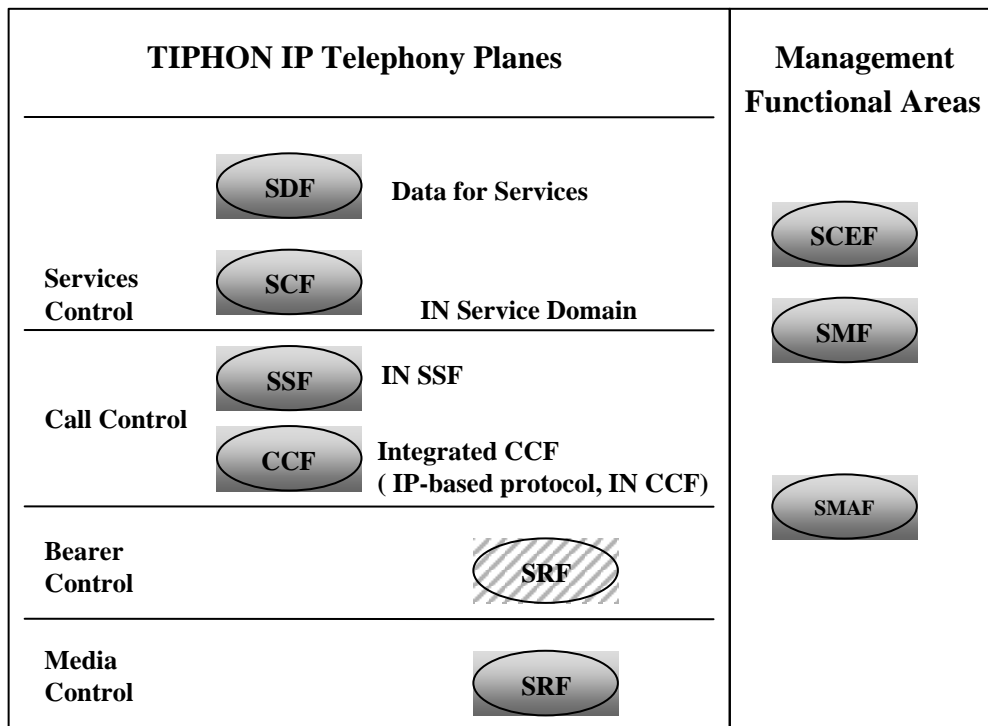 TIPHON IP Telephony Planes
Management
Functional Areas
SDF
Data for Services
SCF
Services
Control
IN Service Domain
SSF
IN SSF
Call Control
CCF
Integrated CCF
( IP-based protocol, IN CCF)
Bearer
Control
SRF
Media
Control
SRF
SCEF
SMF
SMAF